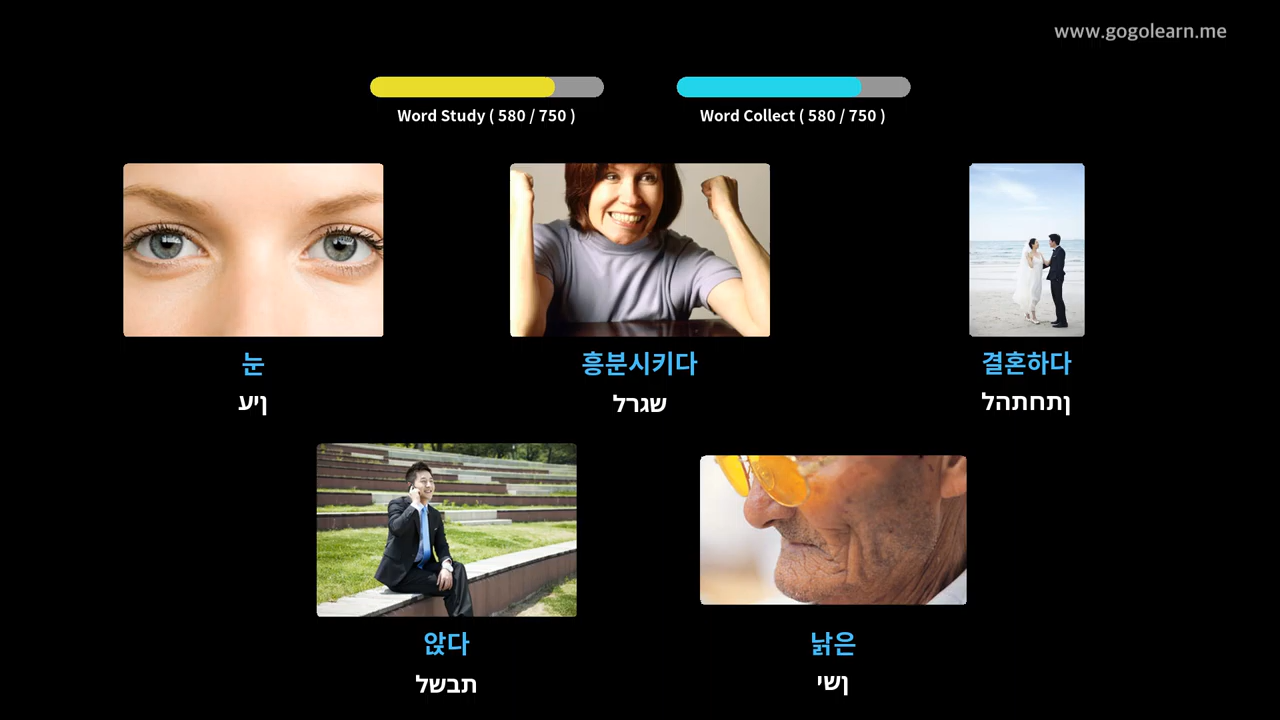 www.gogolearn.me
Word Study ( 580 / 750 )
Word Collect ( 580 / 750 )
눈
עין
흥분시키다
לרגש
결혼하다
להתחתן
앉다
לשבת
낡은
ישן